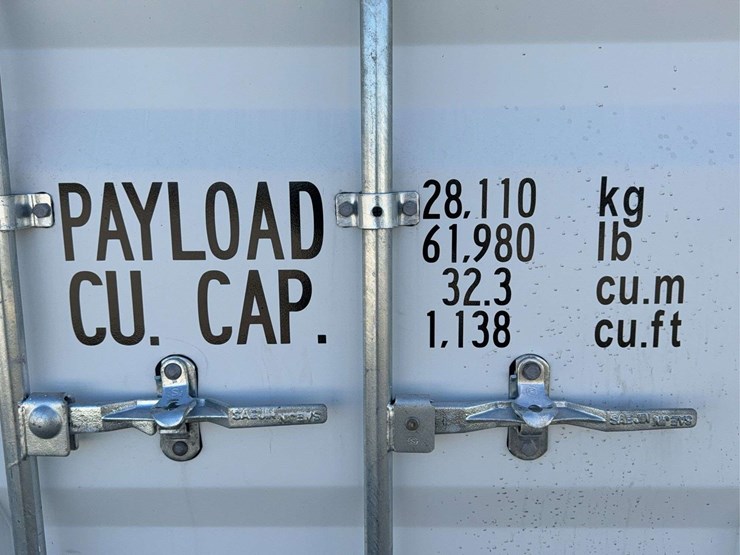 PAYLOAD 28,110 kg
61,980 lb
CU. CAP. 32.3 cu.m
1,138 cu.ft